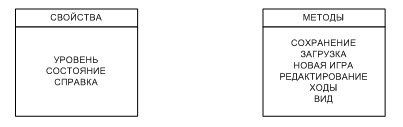 СВОЙСТВА
УРОВЕНЬ
СОСТОЯНИЕ
СПРАВКА
МЕТОДЫ
СОХРАНЕНИЕ
ЗАГРУЗКА
НОВАЯ ИГРА
РЕДАКТИРОВАНИЕ
ХОДЫ
ВИД